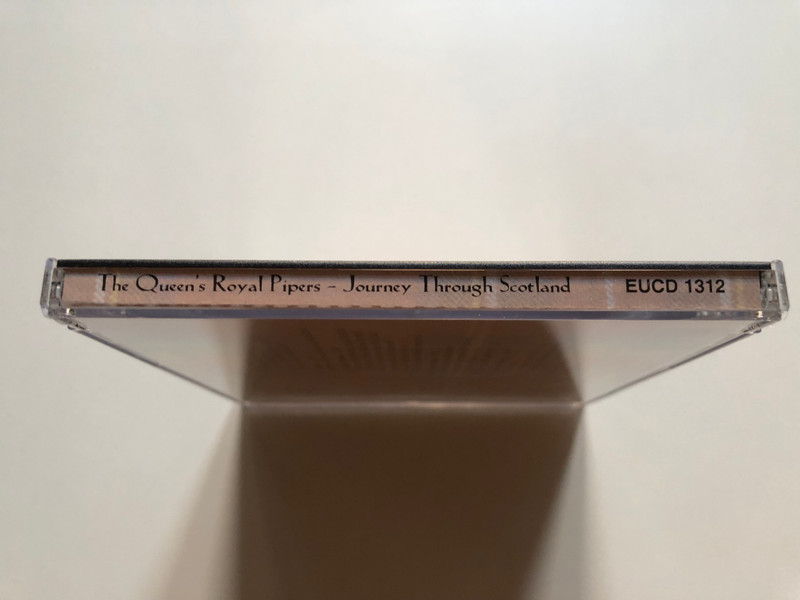 The Queen's Royal Pipers – Journey Through Scotland EUCD 1312